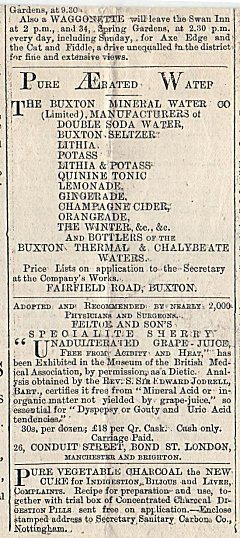 Gardens, at 9.30.
Also a WAGGONETTE will leave the Swan Inn
at 2 p.m., and 34, Spring Gardens, at 2.30 p.m.
every day, including Sunday, for Axe Edge and
the Cat and Fiddle, a drive unequalled in the district
for fine and extensive views.
PURE ÆRATED WATER
THE BUXTON MINERAL WATER CO
(Limited), MANUFACTURERS of
DOUBLE SODA WATER,
BUXTON SELTZER
LITHIA
POTASS
LITHIA & POTASS
QUININE TONIC
LEMONADE,
GINGERADE,
CHAMPAGNE CIDER,
ORANGEADE,
THE WINTER, &c., &c.
AND BOTTLERS OF THE
BUXTON THERMAL & CHALYBEATE
WATERS.
Price Lists on application to the Secretary
at the Company's Works,
FAIRFIELD ROAD, BUXTON.
ADOPTED AND RECOMMENDED BY NEARLY 2,000
PHYSICIANS AND SURGEONS.
FELTOE AND SON'S
SPECIALITE SHERRY
"UNADULTERATED GRAPE-JUICE,
FREE FROM ACIDITY AND HEAT," has
been Exhibited in the Museum of the British Med-
ical Association, by permission, as a Dietic. Analy-
sis obtained by the REV. SIR EDWARD JODRELL,
BART., certifies it free from "Mineral Acid or in-
organic matter not yielded by grape-juice," so
essential for "Dyspepsy or Gouty and Uric Acid
tendencies."
30s. per dozen; £18 per Qr. Cask. Cash only.
Carriage Paid.
26, CONDUIT STREET, BOND ST. LONDON,
MANCHESTER AND BRIGHTON.
PURE VEGETABLE CHARCOAL the NEW
CURE for INDIGESTION, BILIOUS and LIVER
COMPLAINTS. Recipe for preparation and use, to-
gether with trial box of Concentrated Charcoal DI-
GESTION PILLS sent free on application.—Enclose
stamped address to Secretary, Sanitary Carbon Co.,
Nottingham.